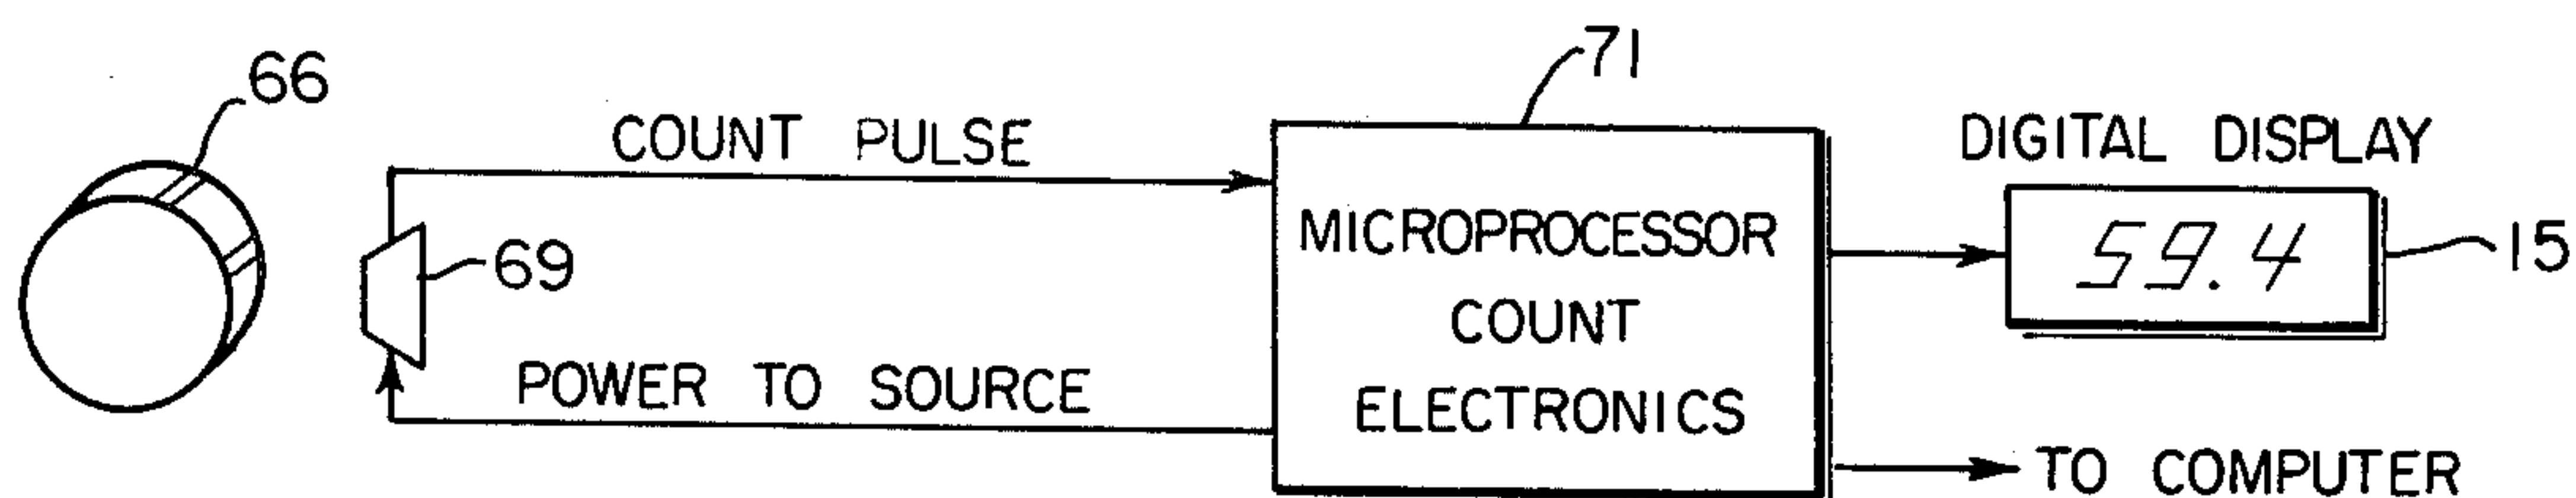 66
COUNT PULSE
69
POWER TO SOURCE
71
MICROPROCESSOR
COUNT
ELECTRONICS
DIGITAL DISPLAY
59.4
15
TO COMPUTER